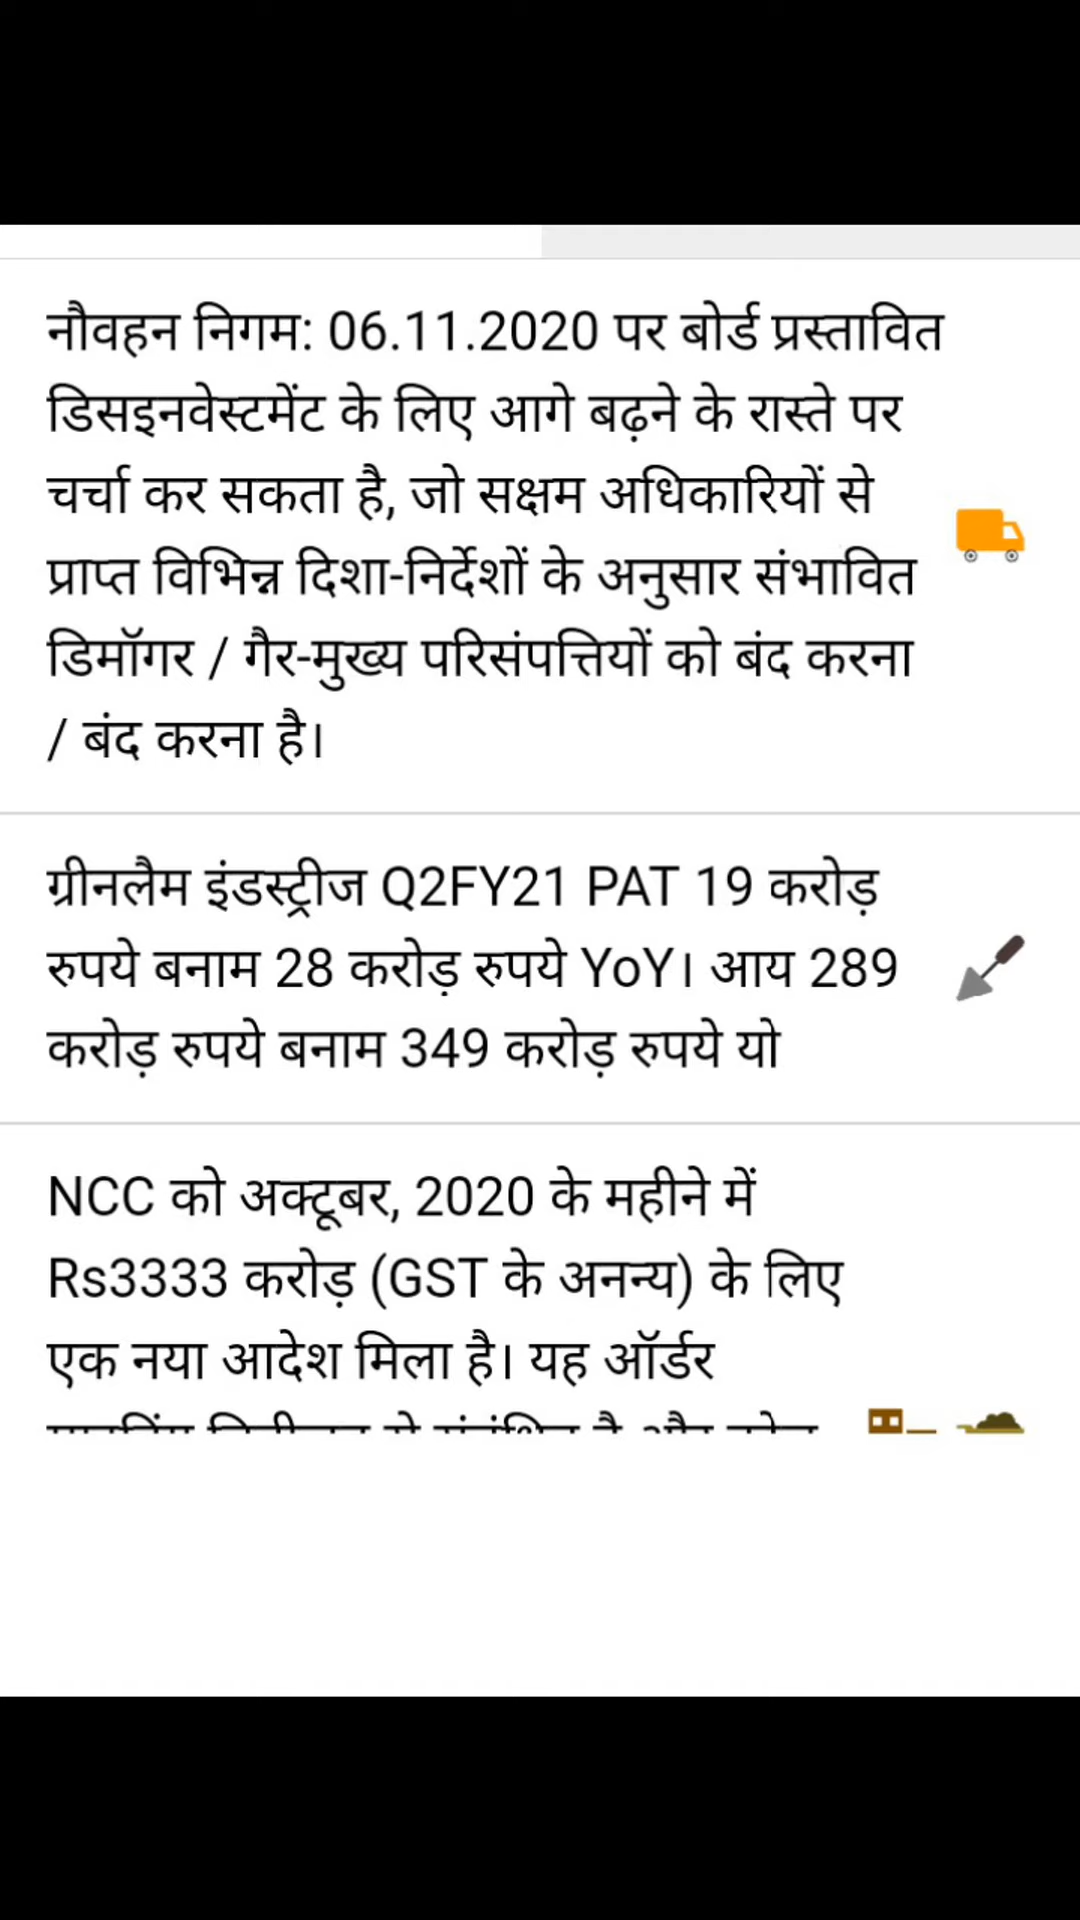 नौवहन निगम: 06.11.2020 पर बोर्ड प्रस्तावित
डिसइनवेस्टमेंट के लिए आगे बढ़ने के रास्ते पर
चर्चा कर सकता है, जो सक्षम अधिकारियों से
प्राप्त विभिन्न दिशा-निर्देशों के अनुसार संभावित
डिमॉगर / गैर-मुख्य परिसंपत्तियों को बंद करना
/ बंद करना है।
ग्रीनलैम इंडस्ट्रीज Q2FY21 PAT 19 करोड़
रुपये बनाम 28 करोड़ रुपये YoY। आय 289
करोड़ रुपये बनाम 349 करोड़ रुपये यो
NCC को अक्टूबर, 2020 के महीने में
Rs3333 करोड़ (GST के अनन्य) के लिए
एक नया आदेश मिला है। यह ऑर्डर